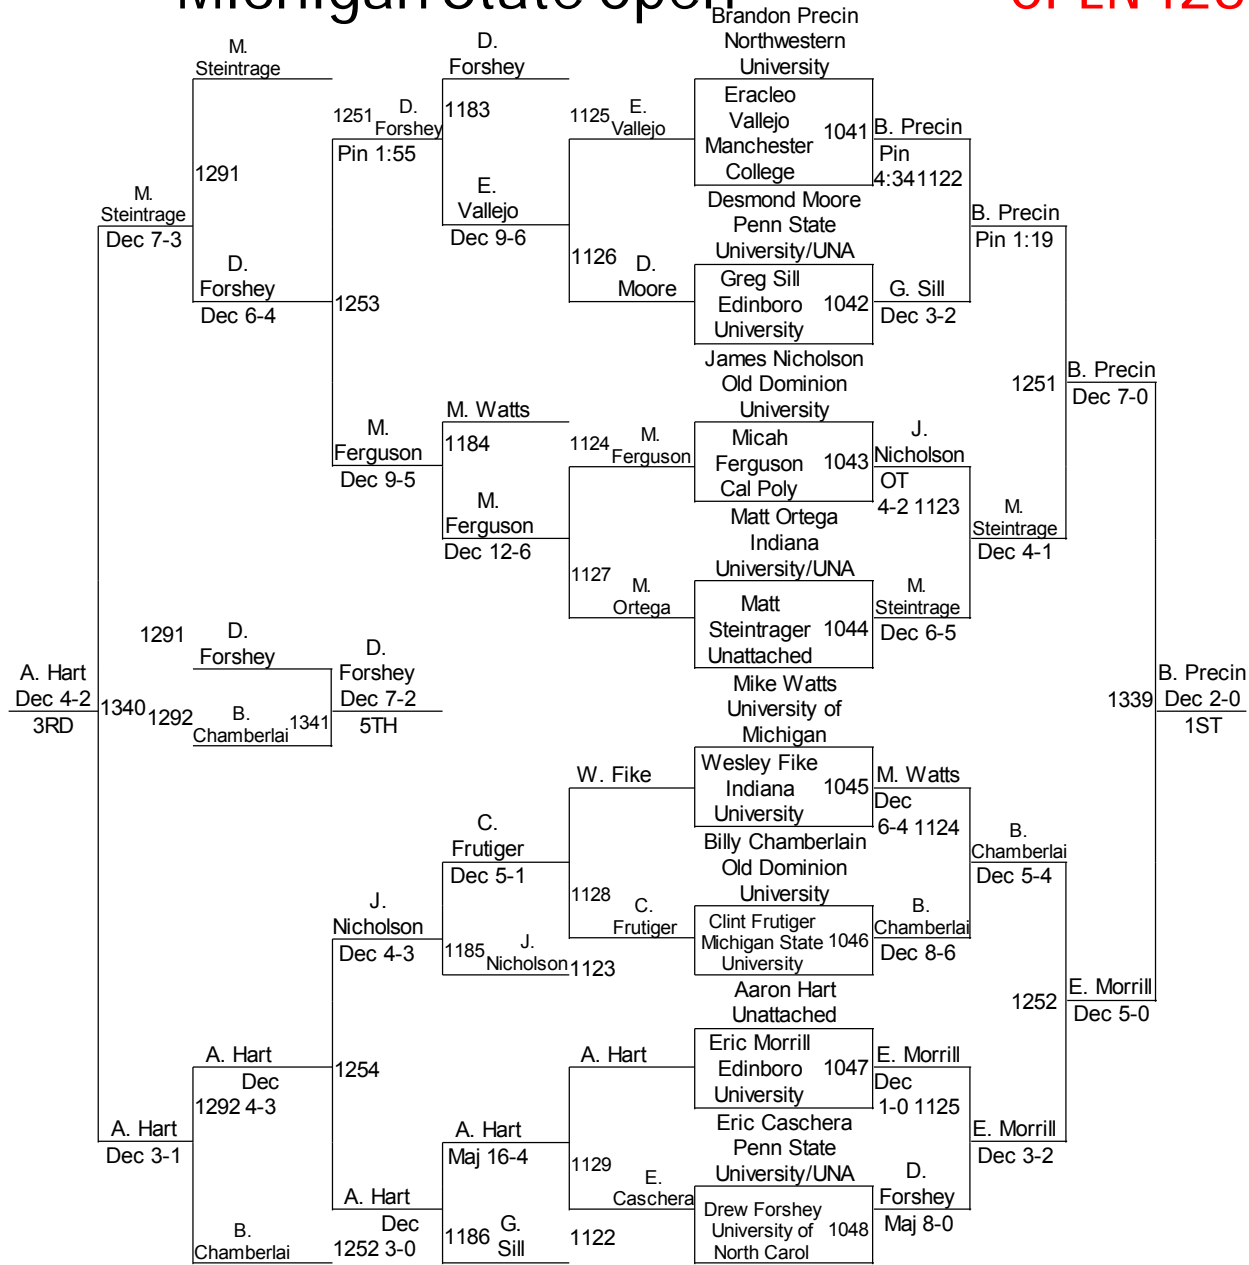 Michigan State open
OPEN 125
M.
Steintrage
1291
M.
Steintrage
Dec 7-3
D.
Forshey
Dec 6-4
1251 D.
Forshey
Pin 1:55
1253
M.
Ferguson
Dec 9-5
D.
Forshey
1183
E.
Vallejo
Dec 9-6
M. Watts
1184
M.
Ferguson
Dec 12-6
1125 E.
Vallejo
1126 D.
Moore
1124 M.
Ferguson
1127
M.
Ortega
Brandon Precin
Northwestern
University
Eracleo
Vallejo
Manchester
College
1041
Desmond Moore
Penn State
University/UNA
Greg Sill
Edinboro
University
1042
James Nicholson
Old Dominion
University
Micah
Ferguson
Cal Poly
1043
Matt Ortega
Indiana
University/UNA
Matt
Steintrager
Unattached
1044
B. Precin
Pin
4:34 1122
G. Sill
Dec 3-2
J.
Nicholson
OT
4-2 1123
M.
Steintrage
Dec 6-5
B. Precin
Pin 1:19
M.
Steintrage
Dec 4-1
1251
B. Precin
Dec 7-0
1291 D.
Forshey
1292 B.
Chamberlai
1341
D.
Forshey
Dec 7-2
5TH
A. Hart
Dec 4-2
3RD
1340
1339
B. Precin
Dec 2-0
1ST
Mike Watts
University of
Michigan
Wesley Fike
Indiana
University
1045
Billy Chamberlain
Old Dominion
University
Clint Frutiger
Michigan State
University
1046
Aaron Hart
Unattached
Eric Morrill
Edinboro
University
1047
Eric Caschera
Penn State
University/UNA
Drew Forshey
University of
North Carol
1048
M. Watts
Dec
6-4 1124
B.
Chamberlai
Dec 8-6
E. Morrill
Dec
1-0 1125
D.
Forshey
Maj 8-0
B.
Chamberlai
Dec 5-4
E. Morrill
Dec 3-2
1252
E. Morrill
Dec 5-0
W. Fike
1128 C.
Frutiger
C.
Frutiger
Dec 5-1
1185 J.
Nicholson 1123
J.
Nicholson
Dec 4-3
1254
A. Hart
Dec
1292 4-3
A. Hart
Dec 3-1
B.
Chamberlai
A. Hart
1129
E.
Caschera
A. Hart
Maj 16-4
1186 G.
Sill
1122
A. Hart
Dec
1252 3-0